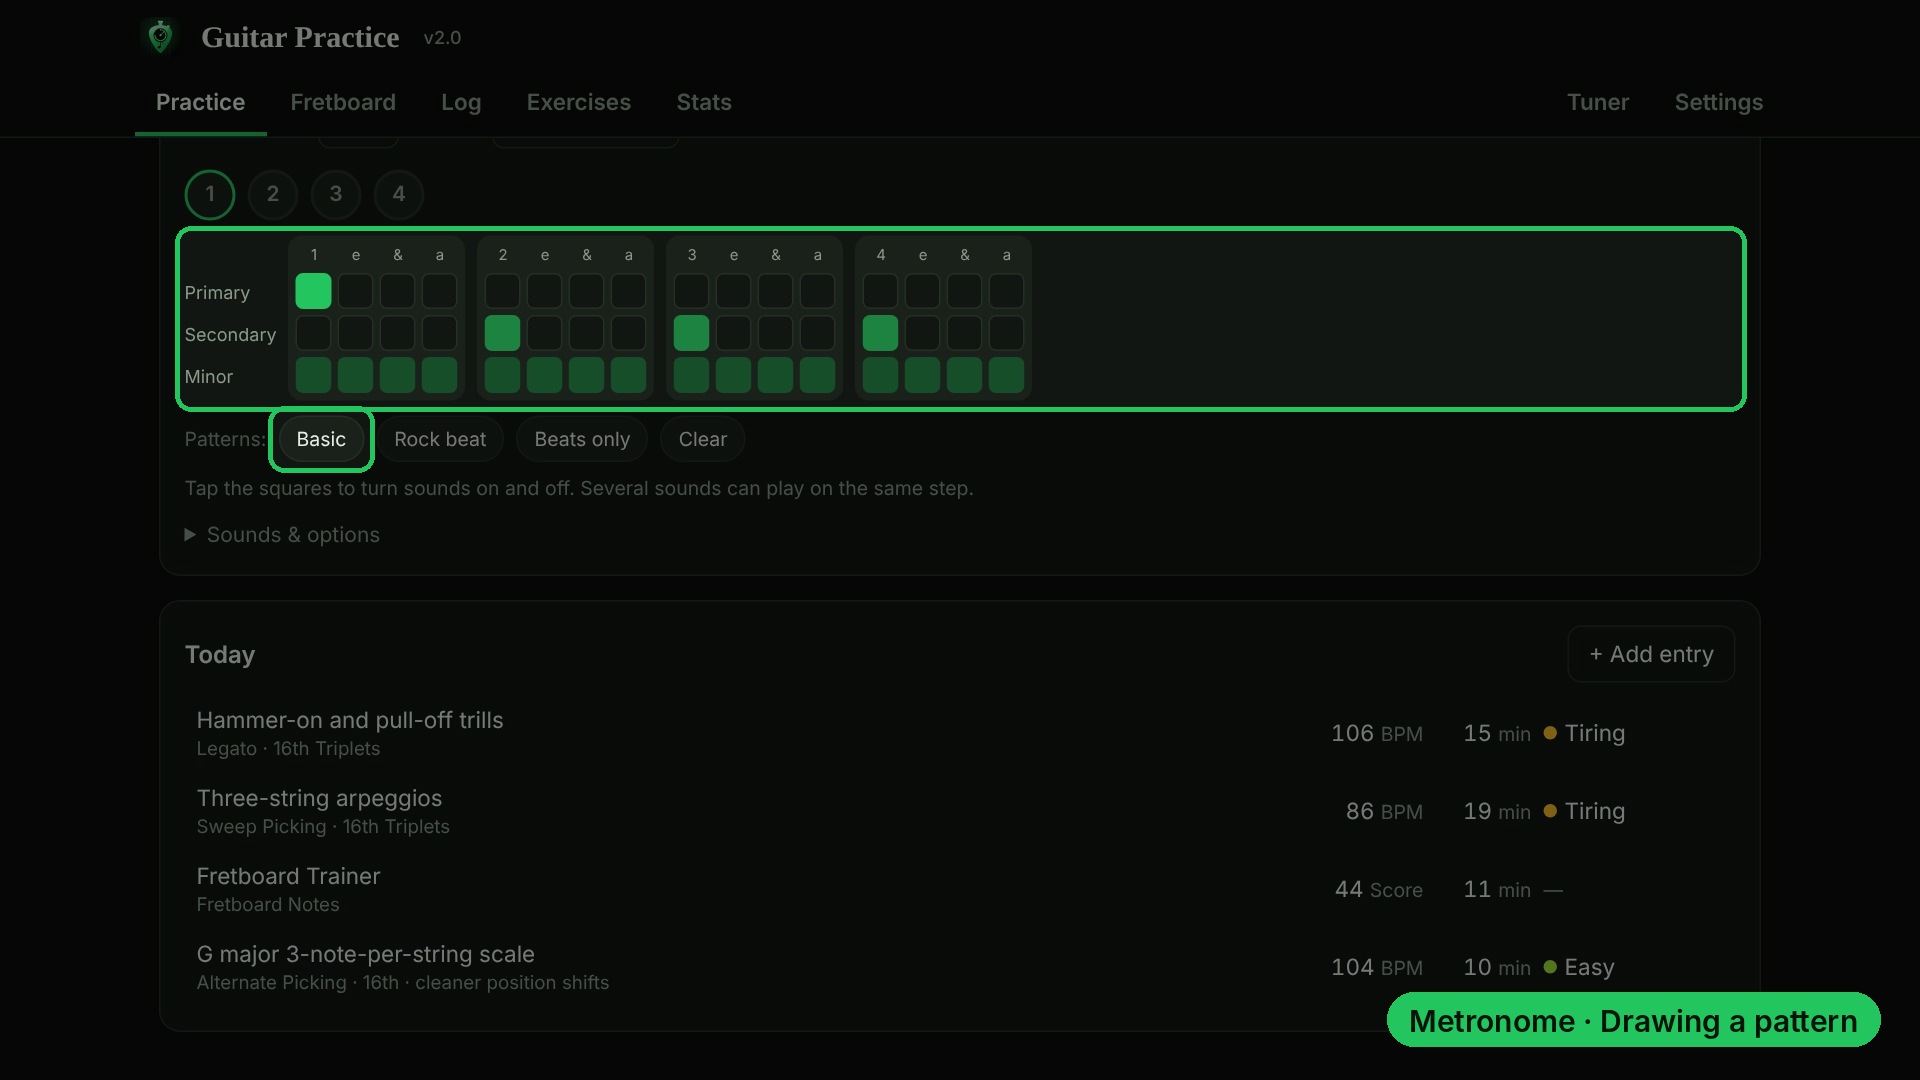 Guitar Practice v2.0
Practice Fretboard Log Exercises Stats Tuner Settings
1 2 3 4
1 e & a 2 e & a 3 e & a 4 e & a
Primary
Secondary
Minor
Patterns: Basic Rock beat Beats only Clear
Tap the squares to turn sounds on and off. Several sounds can play on the same step.
▶ Sounds & options
Today + Add entry
Hammer-on and pull-off trills 106 BPM 15 min Tiring
Legato · 16th Triplets
Three-string arpeggios 86 BPM 19 min Tiring
Sweep Picking · 16th Triplets
Fretboard Trainer 44 Score 11 min —
Fretboard Notes
G major 3-note-per-string scale 104 BPM 10 min Easy
Alternate Picking · 16th · cleaner position shifts
Metronome · Drawing a pattern